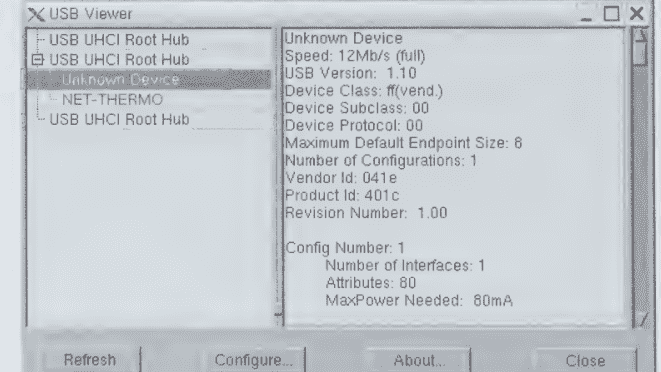 USB Viewer
USB UHCI Root Hub
USB UHCI Root Hub
Unknown Device
NET-THERMO
USB UHCI Root Hub
Unknown Device
Speed: 12Mb/s (full)
USB Version: 1.10
Device Class: ff(vend.)
Device Subclass: 00
Device Protocol: 00
Maximum Default Endpoint Size: 8
Number of Configurations: 1
Vendor Id: 041e
Product Id: 401c
Revision Number: 1.00
Config Number: 1
Number of Interfaces: 1
Attributes: 80
MaxPower Needed: 80mA
Refresh
Configure...
About...
Close